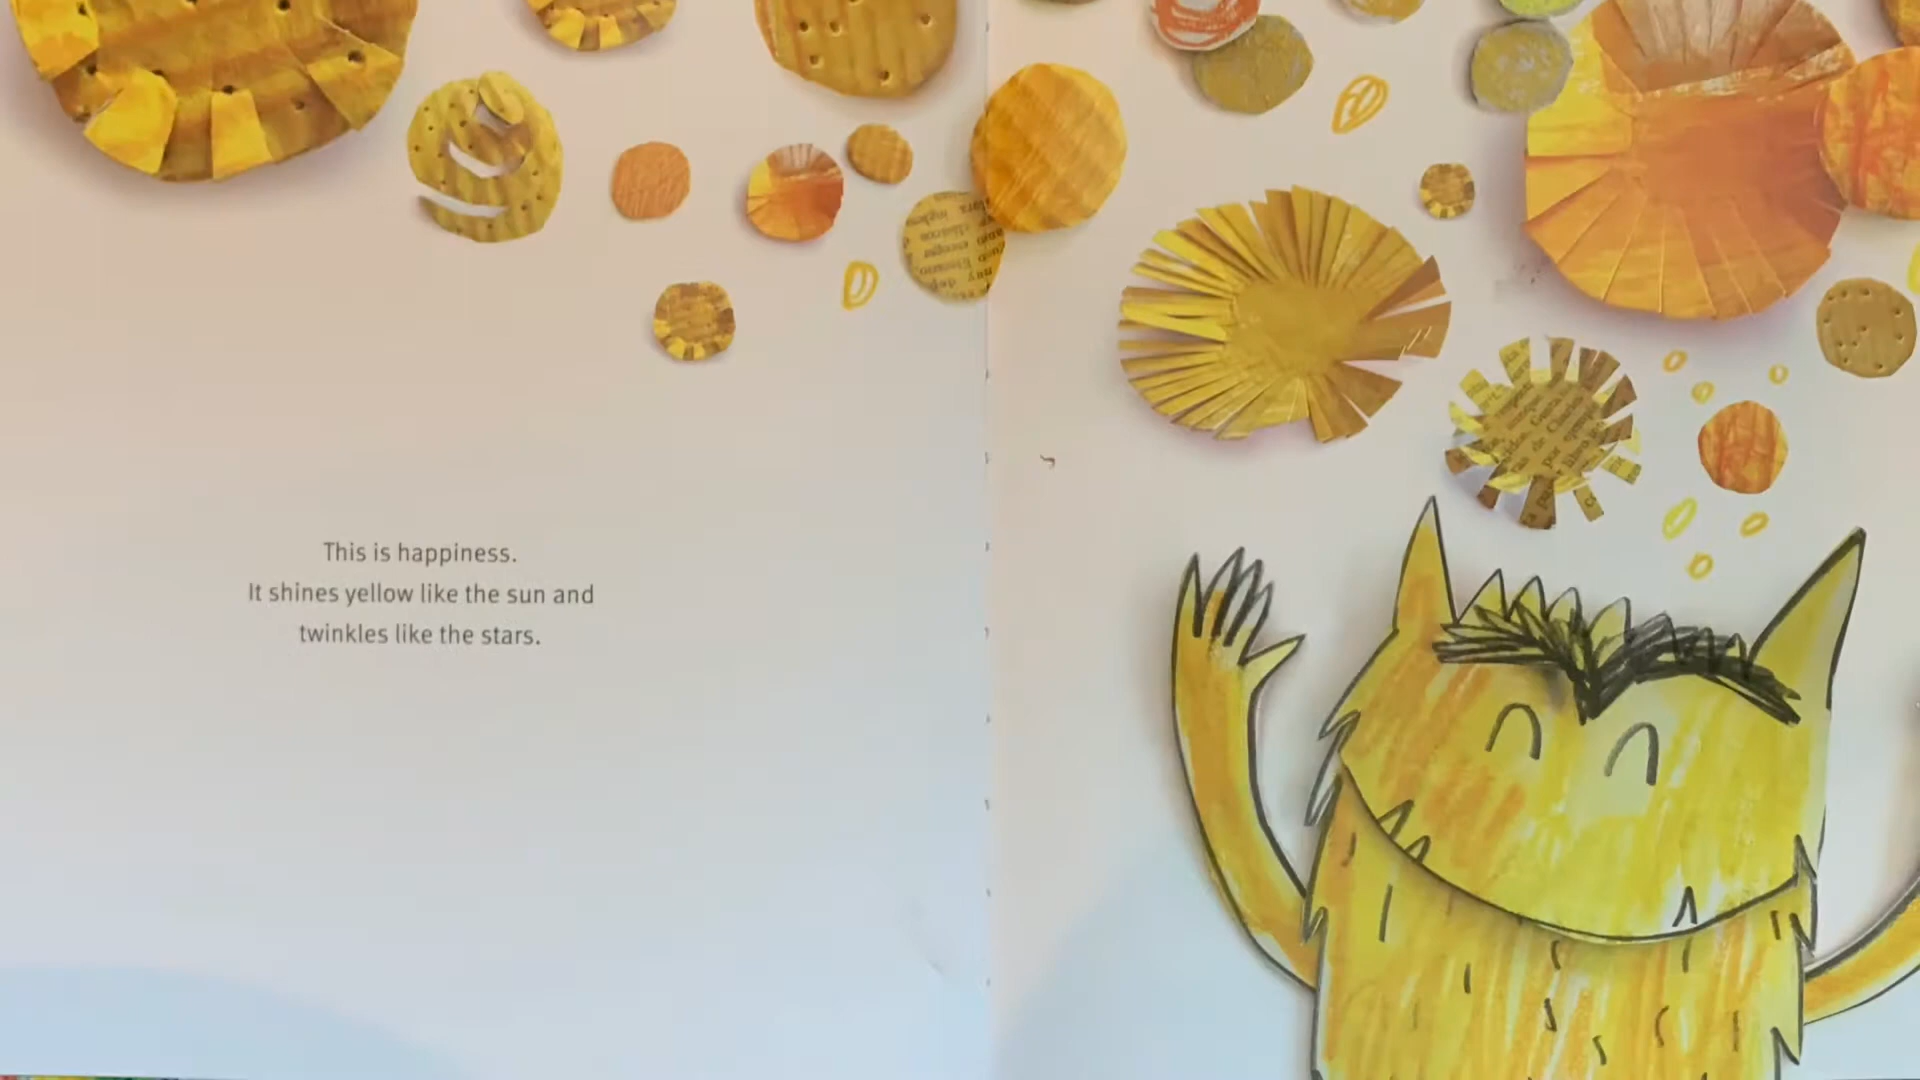 This is happiness.
It shines yellow like the sun and
twinkles like the stars.